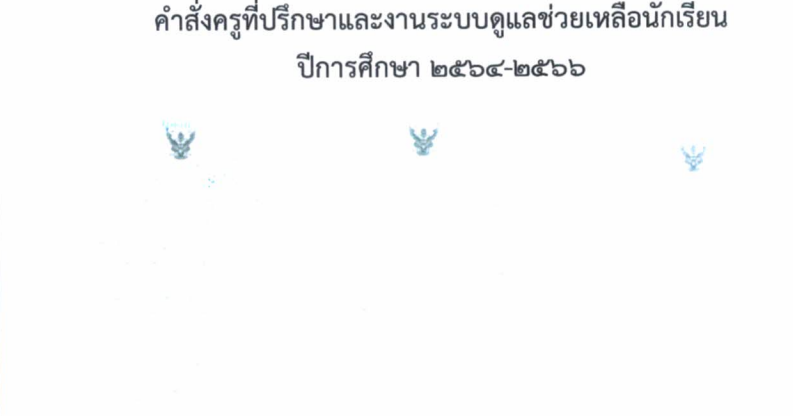 คำสั่งครูที่ปรึกษาและงานระบบดูแลช่วยเหลือนักเรียน
ปีการศึกษา ๒๕๖๔-๒๕๖๖